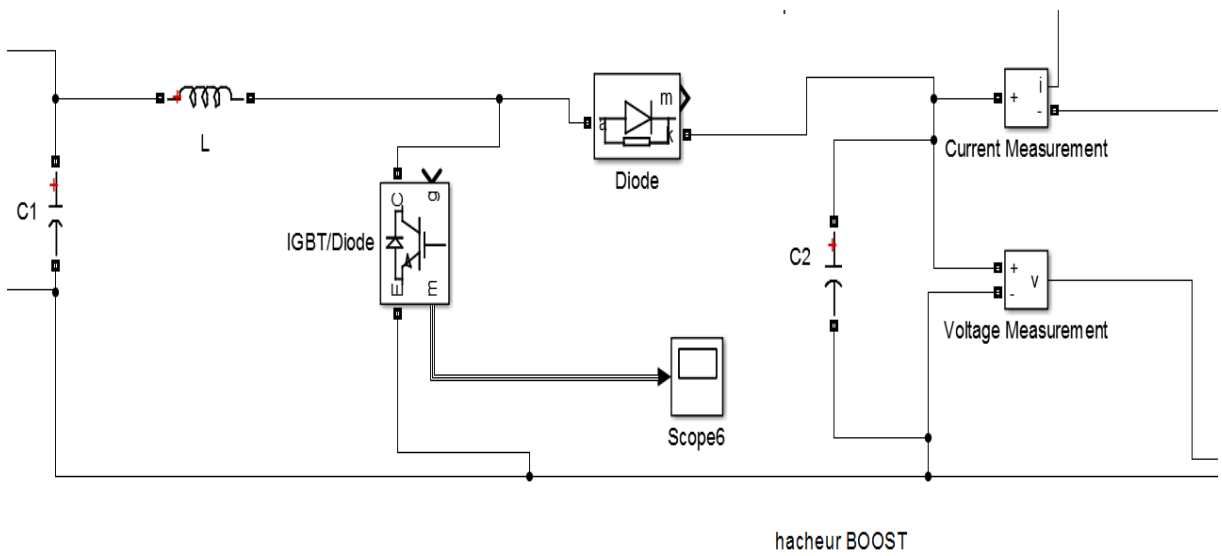 L
C1
a
m
k
Diode
i
+
-
Current Measurement
C
g
E
m
IGBT/Diode
C2
+
-
v
Voltage Measurement
Scope6
hacheur BOOST